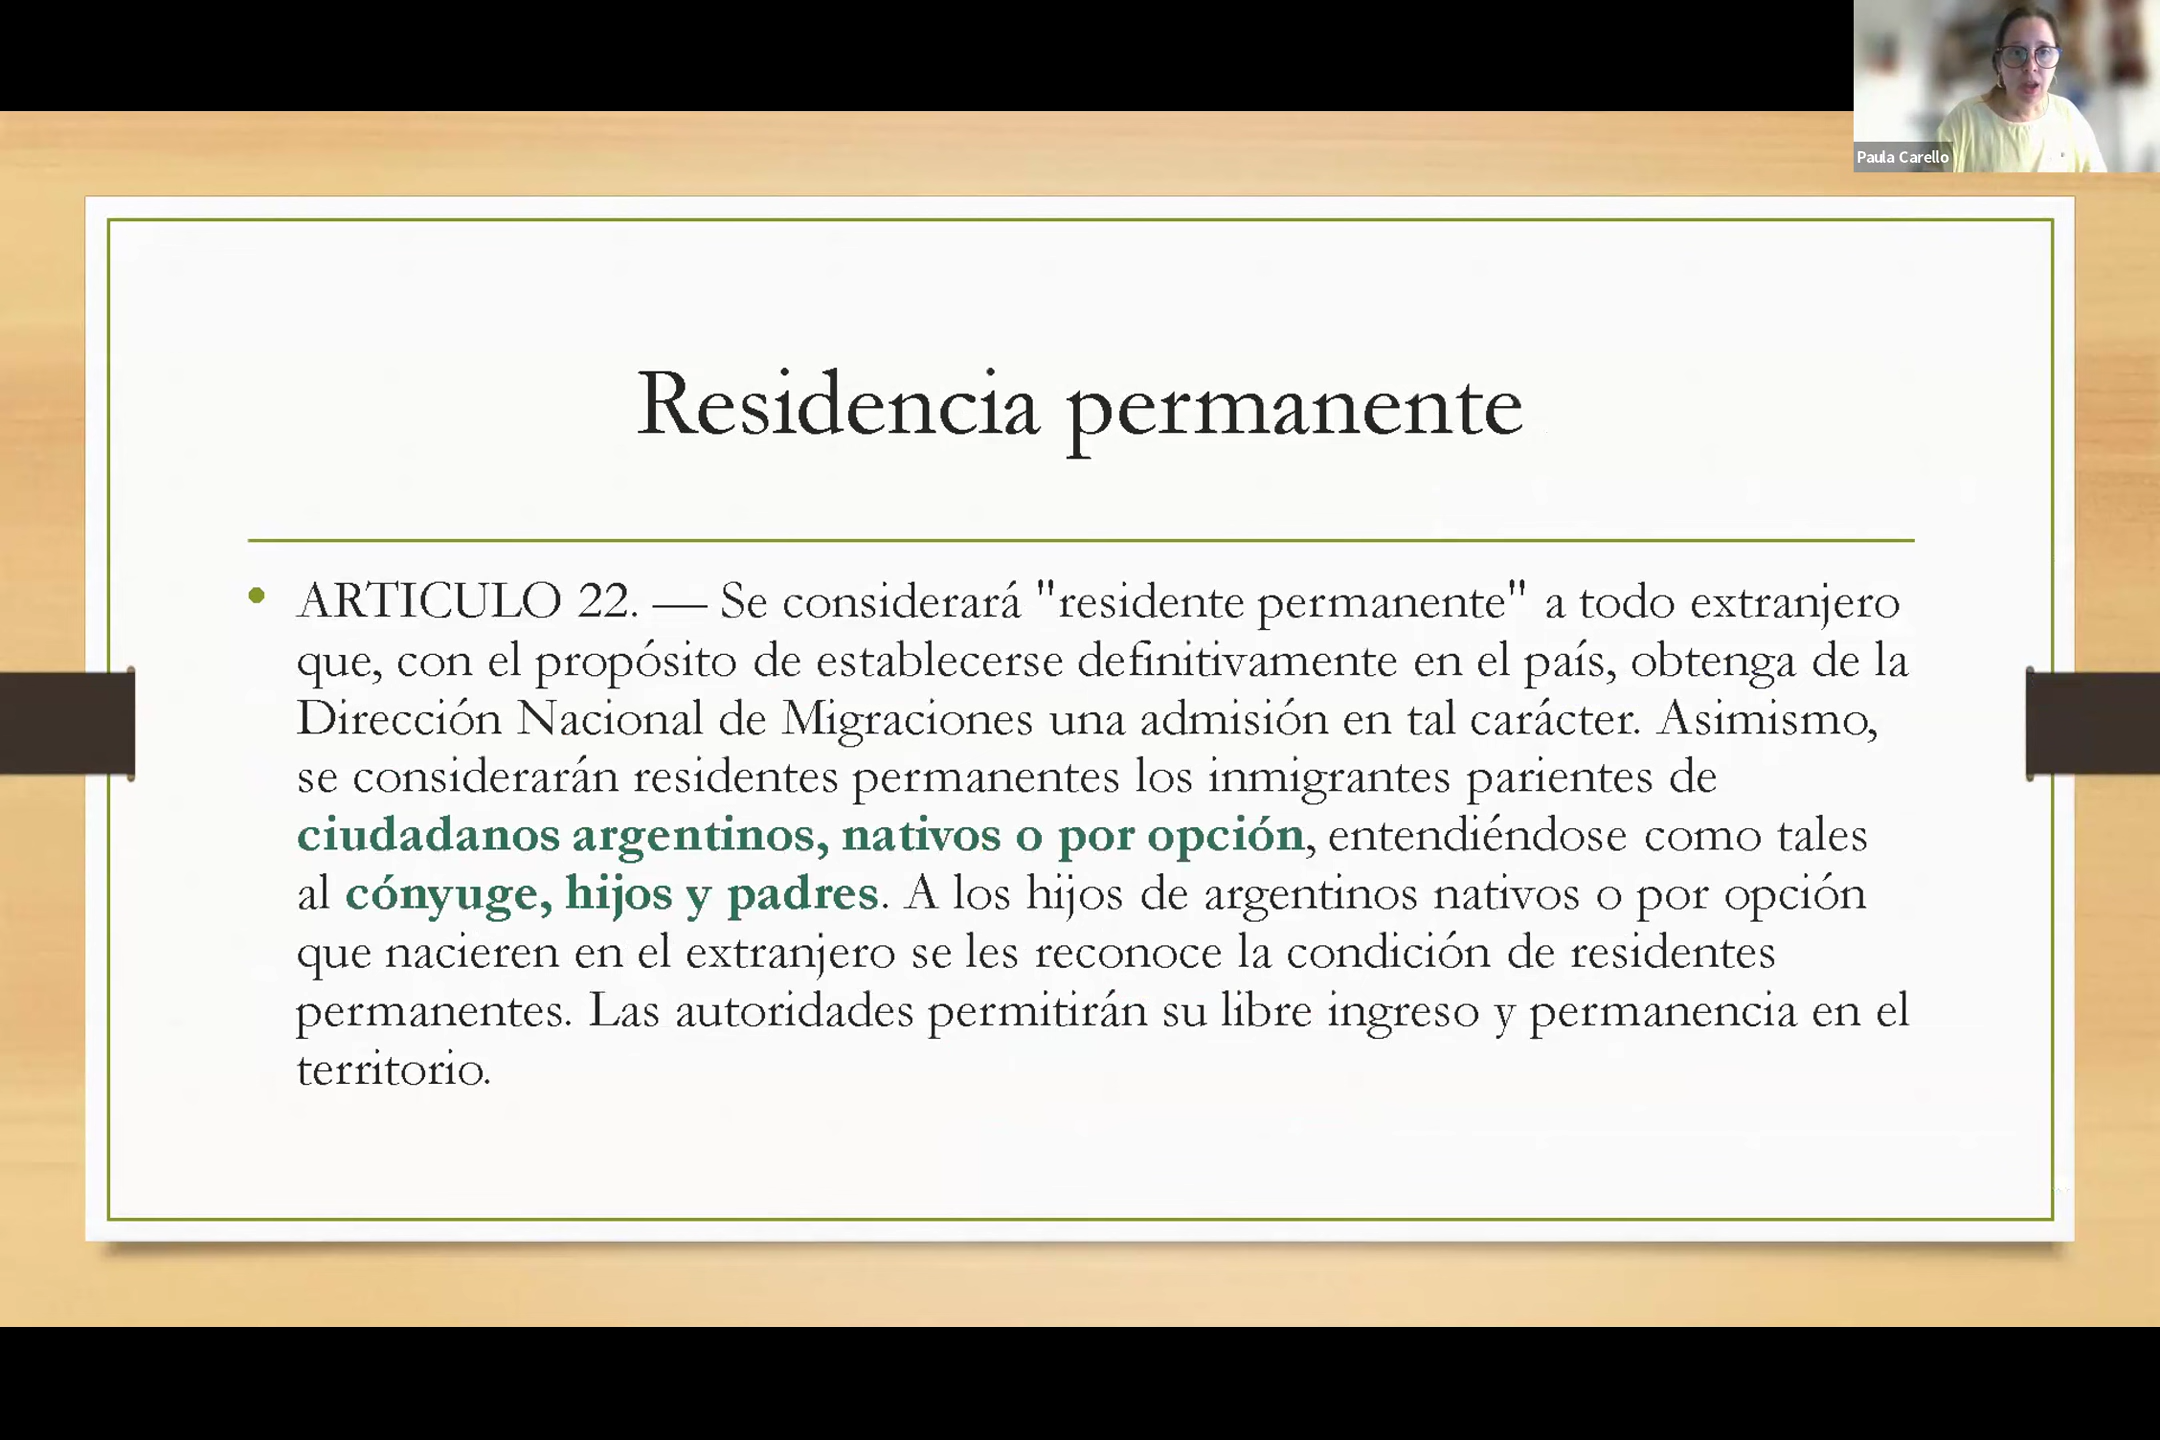 Paula Carello
Residencia permanente
• ARTICULO 22. — Se considerará "residente permanente" a todo extranjero
que, con el propósito de establecerse definitivamente en el país, obtenga de la
Dirección Nacional de Migraciones una admisión en tal carácter. Asimismo,
se considerarán residentes permanentes los inmigrantes parientes de
ciudadanos argentinos, nativos o por opción, entendiéndose como tales
al cónyuge, hijos y padres. A los hijos de argentinos nativos o por opción
que nacieren en el extranjero se les reconoce la condición de residentes
permanentes. Las autoridades permitirán su libre ingreso y permanencia en el
territorio.